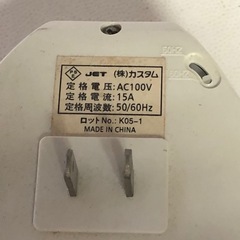 JET (株)カスタム
定格電圧:AC100V
定格電流:15A
定格周波数:50/60Hz
ロットNo.:K05-1
MADE IN CHINA
60HZ